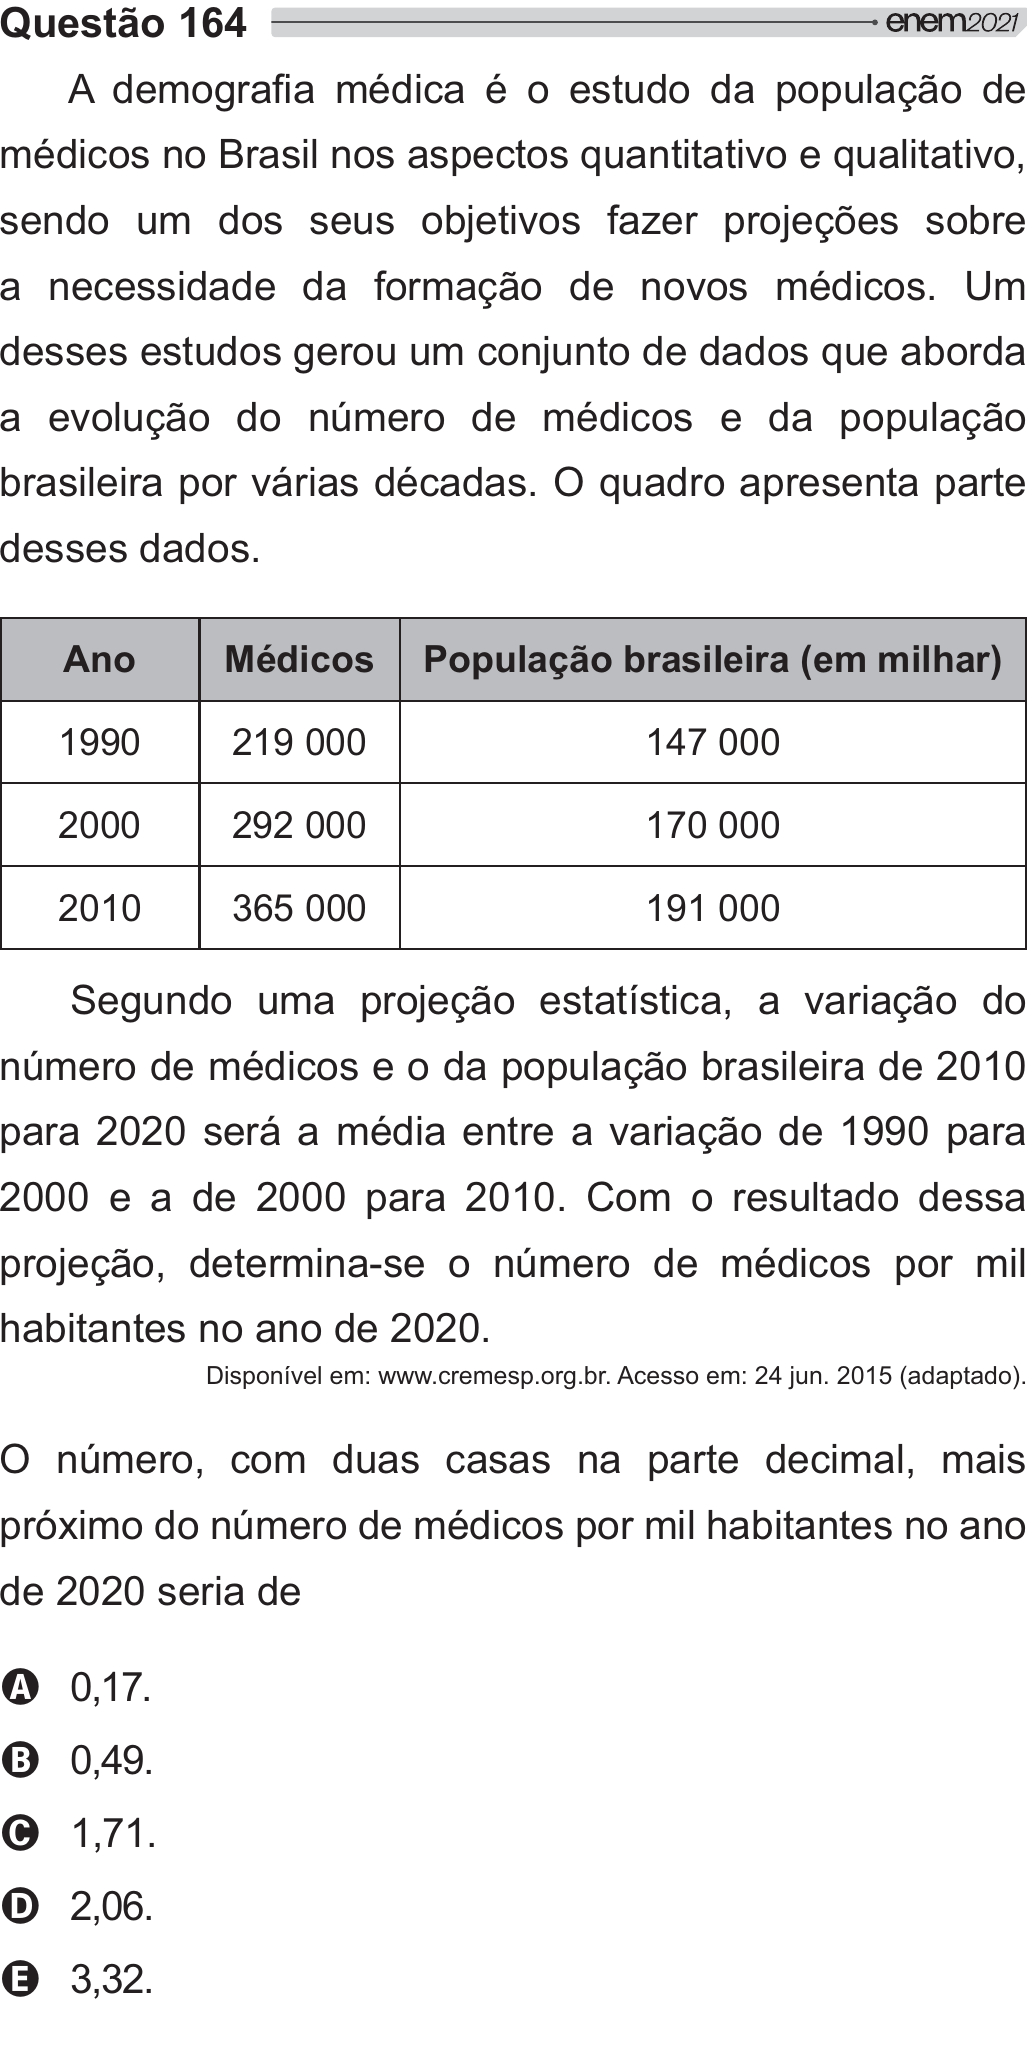 Questão 164 enem2021
A demografia médica é o estudo da população de
médicos no Brasil nos aspectos quantitativo e qualitativo,
sendo um dos seus objetivos fazer projeções sobre
a necessidade da formação de novos médicos. Um
desses estudos gerou um conjunto de dados que aborda
a evolução do número de médicos e da população
brasileira por várias décadas. O quadro apresenta parte
desses dados.
Ano Médicos População brasileira (em milhar)
1990 219 000 147 000
2000 292 000 170 000
2010 365 000 191 000
Segundo uma projeção estatística, a variação do
número de médicos e o da população brasileira de 2010
para 2020 será a média entre a variação de 1990 para
2000 e a de 2000 para 2010. Com o resultado dessa
projeção, determina-se o número de médicos por mil
habitantes no ano de 2020.
Disponível em: www.cremesp.org.br. Acesso em: 24 jun. 2015 (adaptado).
O número, com duas casas na parte decimal, mais
próximo do número de médicos por mil habitantes no ano
de 2020 seria de
A 0,17.
B 0,49.
C 1,71.
D 2,06.
E 3,32.